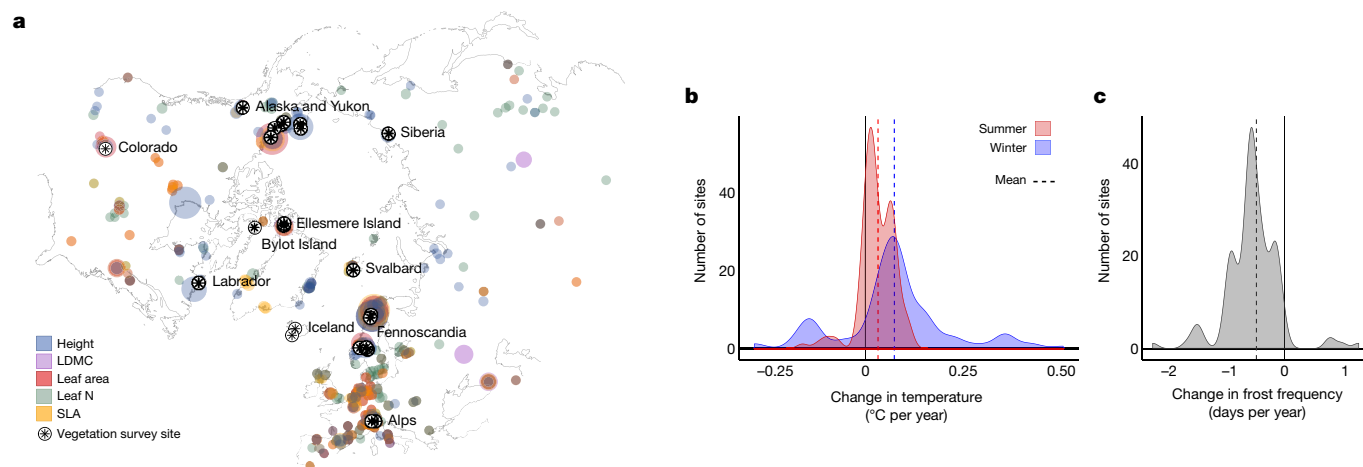 a
Alaska and Yukon
Siberia
Colorado
Ellesmere Island
Bylot Island
Svalbard
Labrador
Iceland
Fennoscandia
Alps
Height
LDMC
Leaf area
Leaf N
SLA
Vegetation survey site
b
Summer
Winter
Mean
Number of sites
40
20
0
−0.25
0
0.25
0.50
Change in temperature
(°C per year)
c
Number of sites
40
20
0
−2
−1
0
1
Change in frost frequency
(days per year)